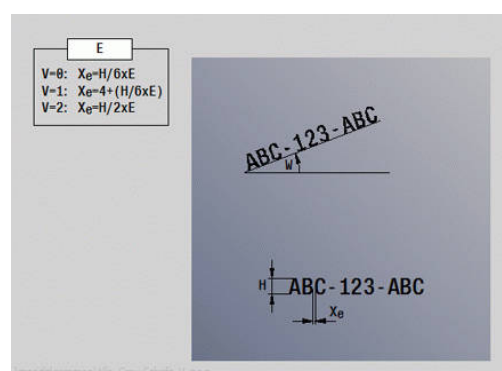 E
V=0: Xe=H/6xE
V=1: Xe=4+(H/6xE)
V=2: Xe=H/2xE
ABC-123-ABC
W
H
ABC-123-ABC
Xe